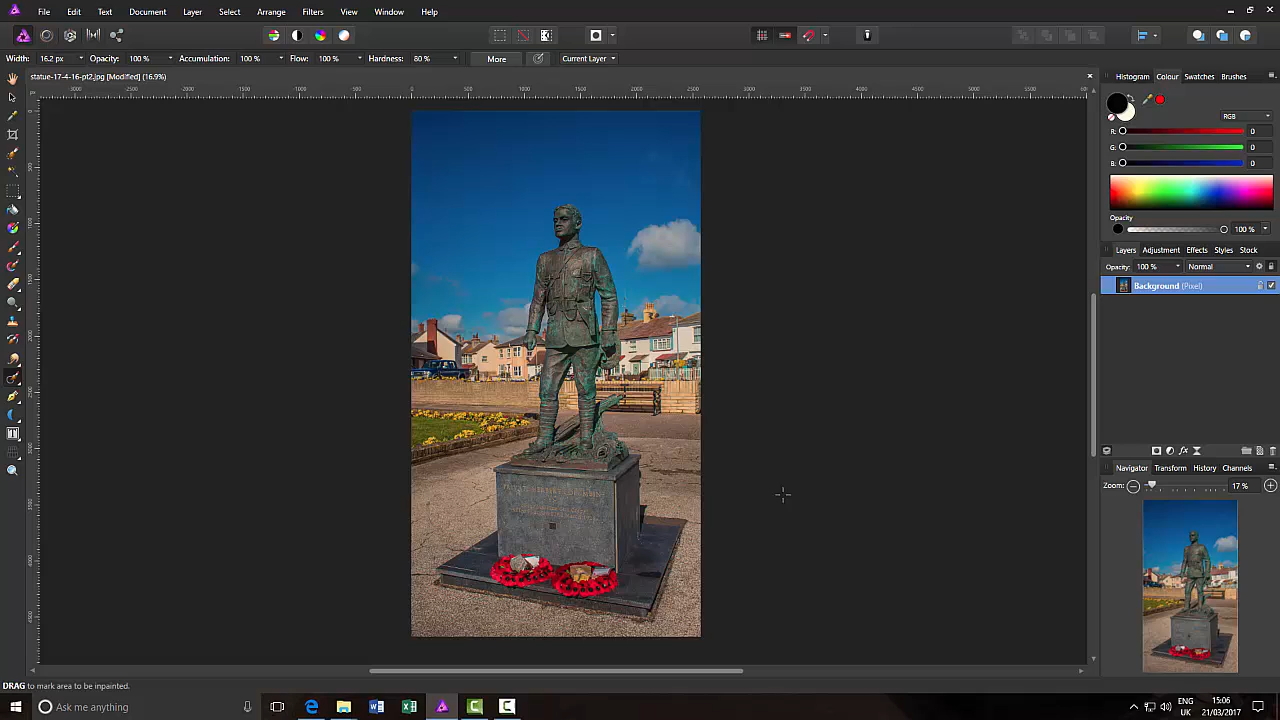 File Edit Text Document Layer Select Arrange Filters View Window Help
Width: 16.2 px Opacity: 100 % Accumulation: 100 % Flow: 100 % Hardness: 80 % More Current Layer
statue-17-4-16-pt2.jpg [Modified] (16.9%)
Histogram Colour Swatches Brushes
RGB
R: 0
G: 0
B: 0
Opacity
100 %
Layers Adjustment Effects Styles Stock
Opacity: 100 % Normal
Background (Pixel)
Navigator Transform History Channels
Zoom: 17 %
DRAG to mark area to be inpainted.
Ask me anything
ENG
UK
15:06
21/03/2017